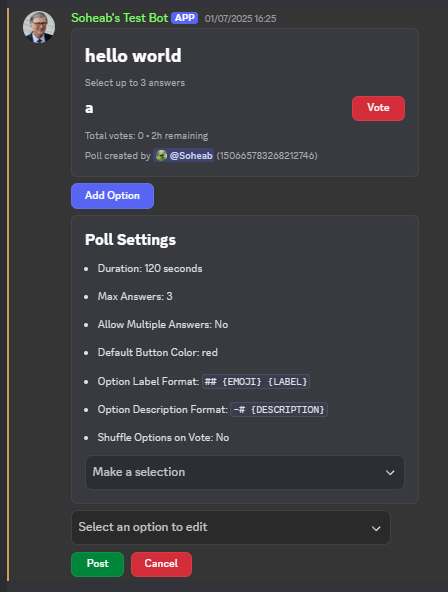 Soheab's Test Bot APP 01/07/2025 16:25
hello world
Select up to 3 answers
a
Vote
Total votes: 0 • 2h remaining
Poll created by @Soheab (150665783268212746)
Add Option
Poll Settings
• Duration: 120 seconds
• Max Answers: 3
• Allow Multiple Answers: No
• Default Button Color: red
• Option Label Format: ## {EMOJI} {LABEL}
• Option Description Format: -# {DESCRIPTION}
• Shuffle Options on Vote: No
Make a selection
Select an option to edit
Post Cancel